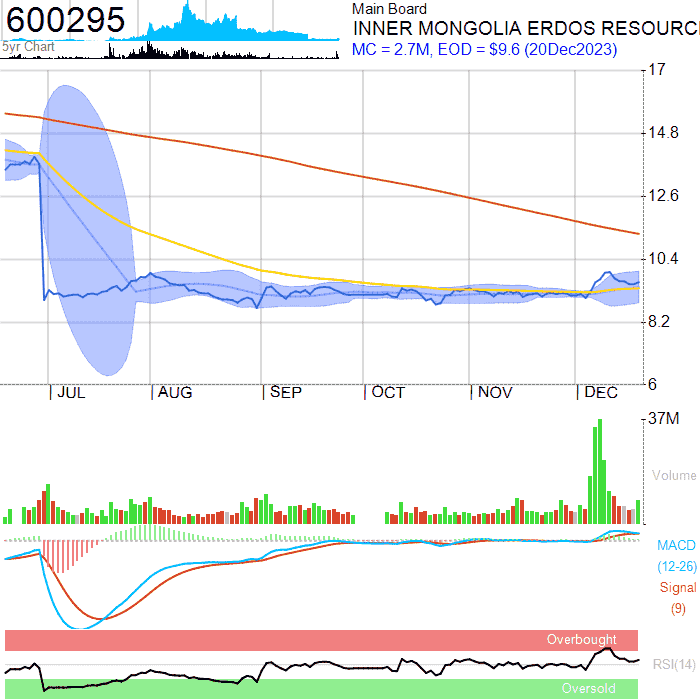 600295
5yr Chart
Main Board
INNER MONGOLIA ERDOS RESOURC
MC = 2.7M, EOD = $9.6 (20Dec2023)
17
14.8
12.6
10.4
8.2
6
JUL AUG SEP OCT NOV DEC
37M
Volume
MACD
(12-26)
Signal
(9)
Overbought
RSI(14)
Oversold